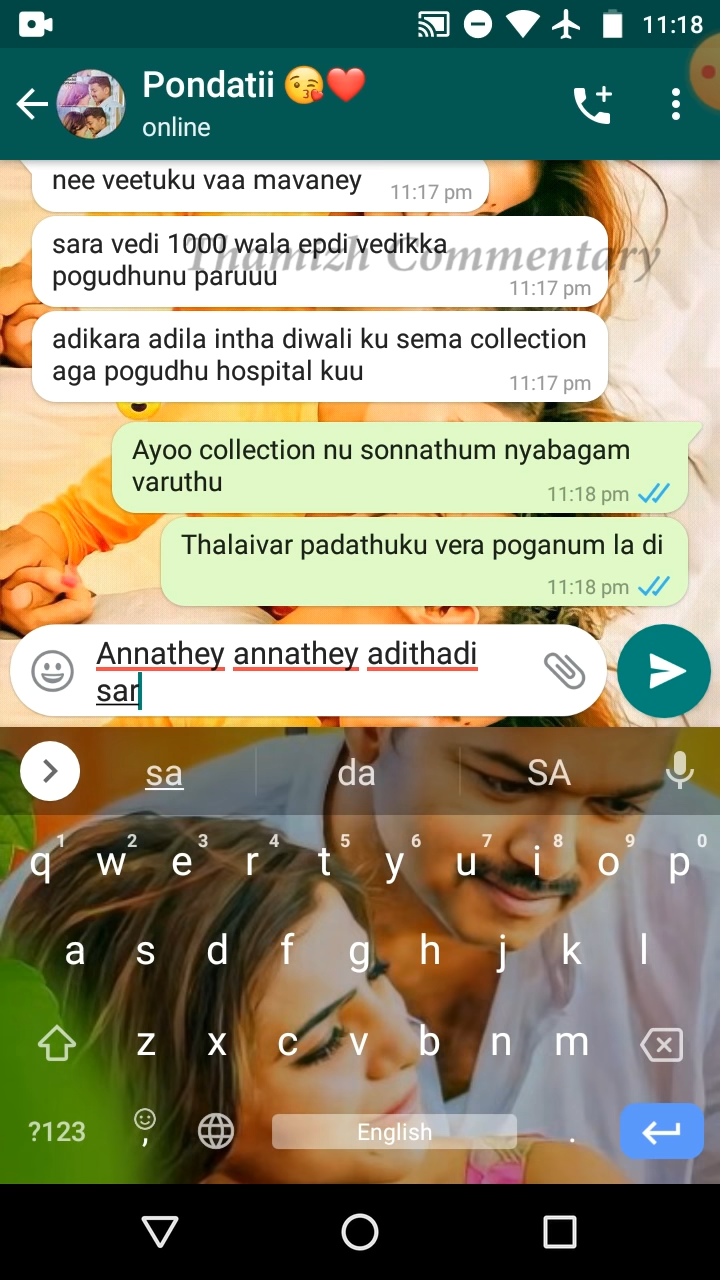 11:18
Pondatii 😘❤️
online
nee veetuku vaa mavaney
11:17 pm
sara vedi 1000 wala epdi vedikka
pogudhunu paruuu
11:17 pm
Thamizh Commentary
adikara adila intha diwali ku sema collection
aga pogudhu hospital kuu
11:17 pm
Ayoo collection nu sonnathum nyabagam
varuthu
11:18 pm
Thalaivar padathuku vera poganum la di
11:18 pm
Annathey annathey adithadi
sar
sa da SA
1 2 3 4 5 6 7 8 9 0
q w e r t y u i o p
a s d f g h j k l
z x c v b n m
?123 , English .